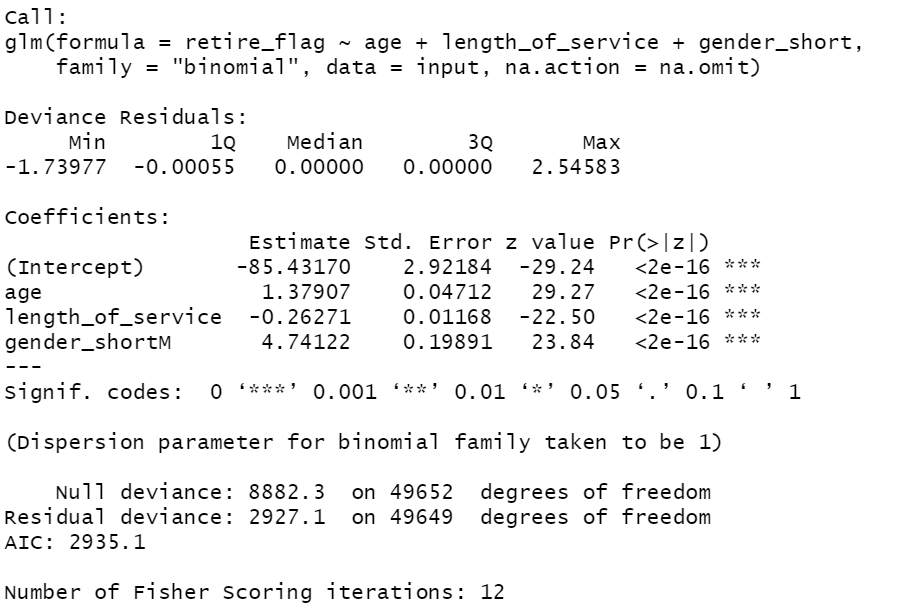 Call:
glm(formula = retire_flag ~ age + length_of_service + gender_short,
    family = "binomial", data = input, na.action = na.omit)

Deviance Residuals:
     Min        1Q    Median        3Q       Max
-1.73977  -0.00055   0.00000   0.00000   2.54583

Coefficients:
                   Estimate Std. Error z value Pr(>|z|)
(Intercept)       -85.43170    2.92184  -29.24   <2e-16 ***
age                 1.37907    0.04712   29.27   <2e-16 ***
length_of_service  -0.26271    0.01168  -22.50   <2e-16 ***
gender_shortM       4.74122    0.19891   23.84   <2e-16 ***
---
Signif. codes:  0 ‘***’ 0.001 ‘**’ 0.01 ‘*’ 0.05 ‘.’ 0.1 ‘ ’ 1

(Dispersion parameter for binomial family taken to be 1)

    Null deviance: 8882.3  on 49652  degrees of freedom
Residual deviance: 2927.1  on 49649  degrees of freedom
AIC: 2935.1

Number of Fisher Scoring iterations: 12